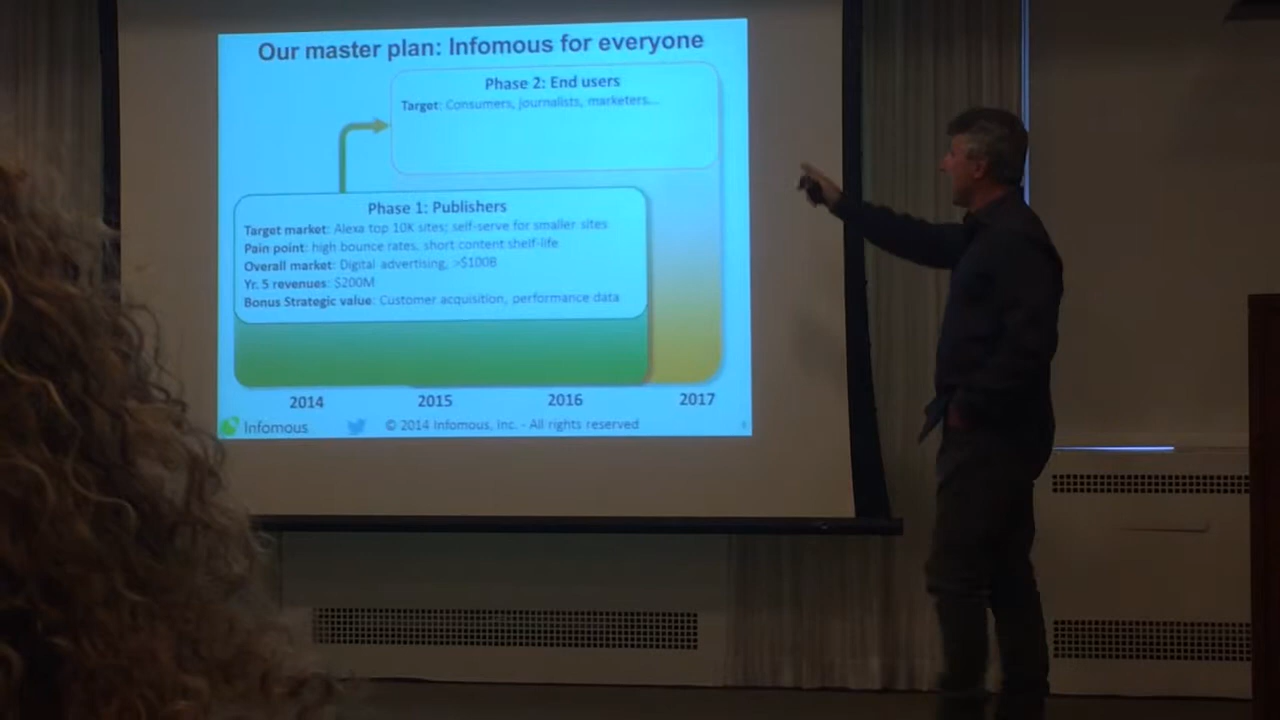 Our master plan: Infomous for everyone
Phase 2: End users
Target: Consumers, journalists, marketers...
Phase 1: Publishers
Target market: Alexa top 10K sites; self-serve for smaller sites
Pain point: high bounce rates, short content shelf-life
Overall market: Digital advertising, >$100B
Yr. 5 revenues: $200M
Bonus Strategic value: Customer acquisition, performance data
2014 2015 2016 2017
Infomous © 2014 Infomous, Inc. - All rights reserved